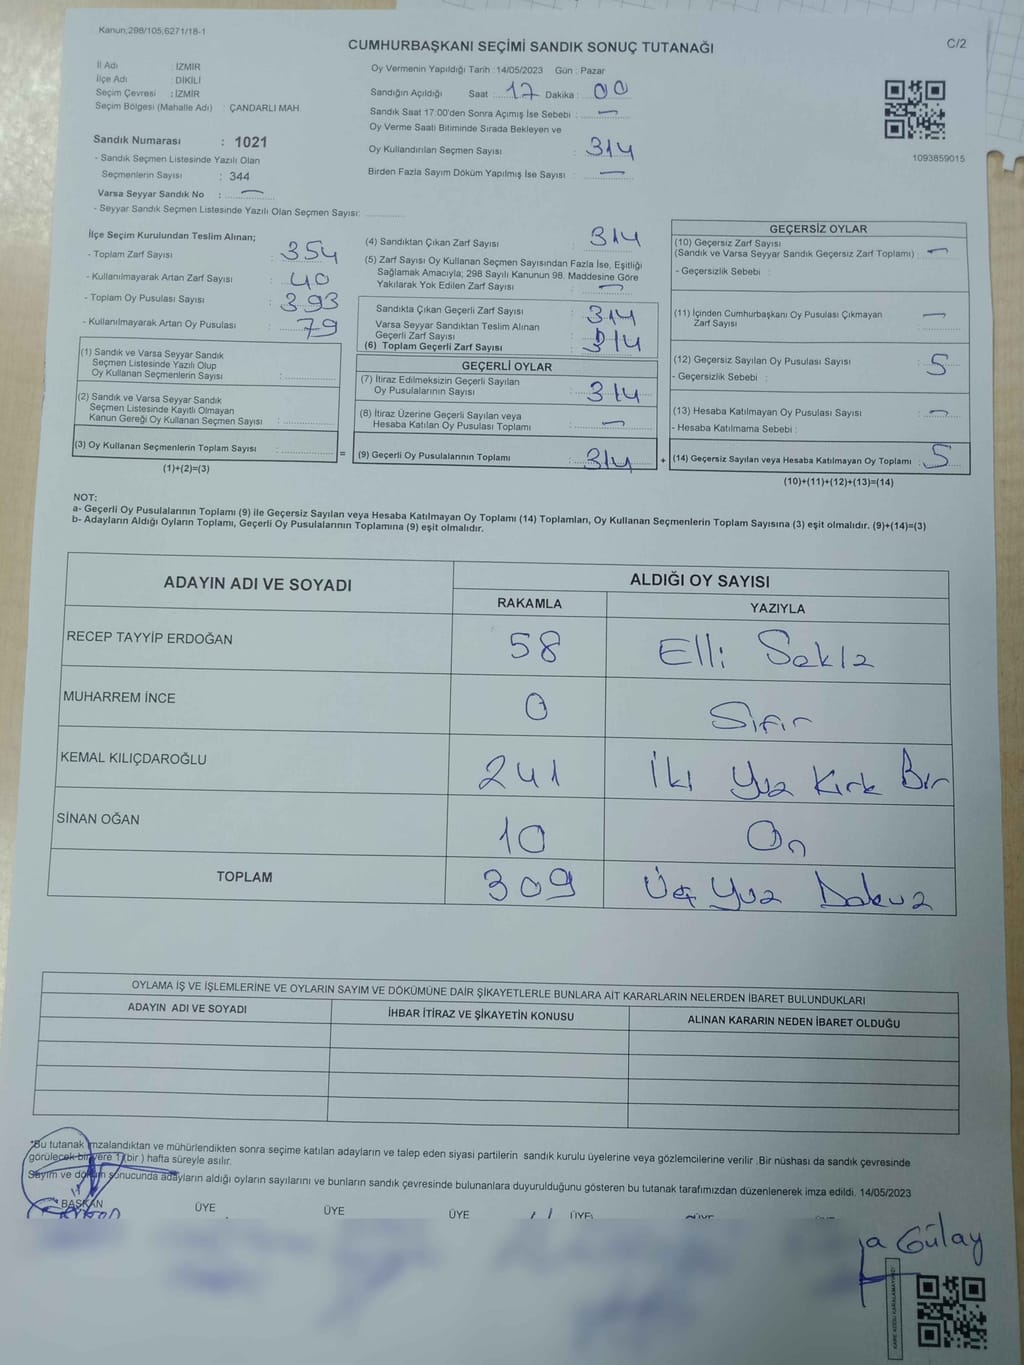 Kanun;298/105;6271/18-1
C/2
CUMHURBAŞKANI SEÇİMİ SANDIK SONUÇ TUTANAĞI
İl Adı : İZMİR
İlçe Adı : DİKİLİ
Seçim Çevresi : İZMİR
Seçim Bölgesi (Mahalle Adı) : ÇANDARLI MAH.
Sandık Numarası : 1021
- Sandık Seçmen Listesinde Yazılı Olan
Seçmenlerin Sayısı : 344
Varsa Seyyar Sandık No : —
- Seyyar Sandık Seçmen Listesinde Yazılı Olan Seçmen Sayısı:
Oy Vermenin Yapıldığı Tarih : 14/05/2023 Gün : Pazar
Sandığın Açıldığı Saat : 17 Dakika : 00
Sandık Saat 17:00'den Sonra Açımış İse Sebebi : —
Oy Verme Saati Bitiminde Sırada Bekleyen ve
Oy Kullandırılan Seçmen Sayısı : 314
Birden Fazla Sayım Döküm Yapılmış İse Sayısı : —
1093859015
İlçe Seçim Kurulundan Teslim Alınan;
- Toplam Zarf Sayısı : 354
- Kullanılmayarak Artan Zarf Sayısı : 40
- Toplam Oy Pusulası Sayısı : 393
- Kullanılmayarak Artan Oy Pusulası : 79
(1) Sandık ve Varsa Seyyar Sandık
Seçmen Listesinde Yazılı Olup
Oy Kullanan Seçmenlerin Sayısı :
(2) Sandık ve Varsa Seyyar Sandık
Seçmen Listesinde Kayıtlı Olmayan
Kanun Gereği Oy Kullanan Seçmen Sayısı :
(3) Oy Kullanan Seçmenlerin Toplam Sayısı :
(1)+(2)=(3)
=
(4) Sandıktan Çıkan Zarf Sayısı : 314
(5) Zarf Sayısı Oy Kullanan Seçmen Sayısından Fazla İse, Eşitliği
Sağlamak Amacıyla; 298 Sayılı Kanunun 98. Maddesine Göre
Yakılarak Yok Edilen Zarf Sayısı : —
Sandıkta Çıkan Geçerli Zarf Sayısı : 314
Varsa Seyyar Sandıktan Teslim Alınan
Geçerli Zarf Sayısı
(6) Toplam Geçerli Zarf Sayısı : 314
GEÇERLİ OYLAR
(7) İtiraz Edilmeksizin Geçerli Sayılan
Oy Pusulalarının Sayısı : 314
(8) İtiraz Üzerine Geçerli Sayılan veya
Hesaba Katılan Oy Pusulası Toplamı : —
(9) Geçerli Oy Pusulalarının Toplamı : 314
+
GEÇERSİZ OYLAR
(10) Geçersiz Zarf Sayısı
(Sandık ve Varsa Seyyar Sandık Geçersiz Zarf Toplamı) : —
- Geçersizlik Sebebi :
(11) İçinden Cumhurbaşkanı Oy Pusulası Çıkmayan
Zarf Sayısı : —
(12) Geçersiz Sayılan Oy Pusulası Sayısı : 5
- Geçersizlik Sebebi :
(13) Hesaba Katılmayan Oy Pusulası Sayısı : —
- Hesaba Katılmama Sebebi :
(14) Geçersiz Sayılan veya Hesaba Katılmayan Oy Toplamı : 5
(10)+(11)+(12)+(13)=(14)
NOT:
a- Geçerli Oy Pusulalarının Toplamı (9) ile Geçersiz Sayılan veya Hesaba Katılmayan Oy Toplamı (14) Toplamları, Oy Kullanan Seçmenlerin Toplam Sayısına (3) eşit olmalıdır. (9)+(14)=(3)
b- Adayların Aldığı Oyların Toplamı, Geçerli Oy Pusulalarının Toplamına (9) eşit olmalıdır.
ADAYIN ADI VE SOYADI ALDIĞI OY SAYISI
RAKAMLA YAZIYLA
RECEP TAYYİP ERDOĞAN 58 Elli Sekiz
MUHARREM İNCE 0 Sıfır
KEMAL KILIÇDAROĞLU 241 İki Yuz Kırk Bir
SİNAN OĞAN 10 On
TOPLAM 309 Üç Yuz Dokuz
OYLAMA İŞ VE İŞLEMLERİNE VE OYLARIN SAYIM VE DÖKÜMÜNE DAİR ŞİKAYETLERLE BUNLARA AİT KARARLARIN NELERDEN İBARET BULUNDUKLARI
ADAYIN ADI VE SOYADI İHBAR İTİRAZ VE ŞİKAYETİN KONUSU ALINAN KARARIN NEDEN İBARET OLDUĞU
*Bu tutanak imzalandıktan ve mühürlendikten sonra seçime katılan adayların ve talep eden siyasi partilerin sandık kurulu üyelerine veya gözlemcilerine verilir .Bir nüshası da sandık çevresinde
görülecek bir yere 1 (bir ) hafta süreyle asılır.
Sayım ve döküm sonucunda adayların aldığı oyların sayılarını ve bunların sandık çevresinde bulunanlara duyurulduğunu gösteren bu tutanak tarafımızdan düzenlenerek imza edildi. 14/05/2023
BAŞKAN ÜYE ÜYE ÜYE ÜYE
Gülay